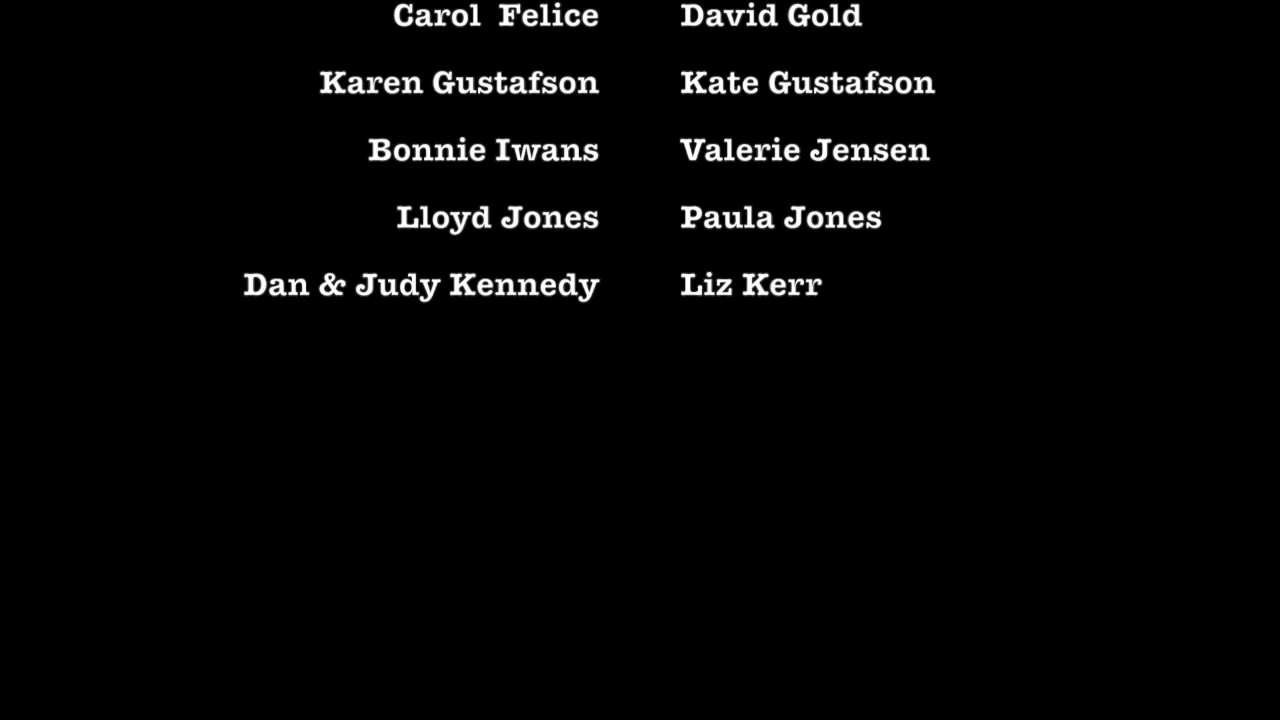 Carol  Felice David Gold
Karen Gustafson Kate Gustafson
Bonnie Iwans Valerie Jensen
Lloyd Jones Paula Jones
Dan & Judy Kennedy Liz Kerr